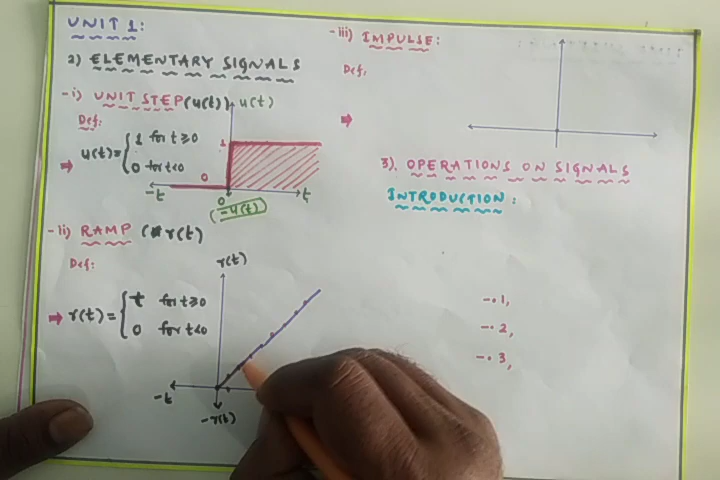 UNIT 1:
2) ELEMENTARY SIGNALS
-i) UNIT STEP(u(t)) u(t)
Def:
⇒ u(t)= { 1 for t≥0
0 for t<0
1
0
-t
t
0
(-u(t))
-ii) RAMP ( r(t)
Def:
r(t)
⇒ r(t)= { t for t≥0
0 for t<0
-t
-r(t)
-iii) IMPULSE:
Def,
⇒
3). OPERATIONS ON SIGNALS
INTRODUCTION:
-• 1,
-• 2,
-• 3,